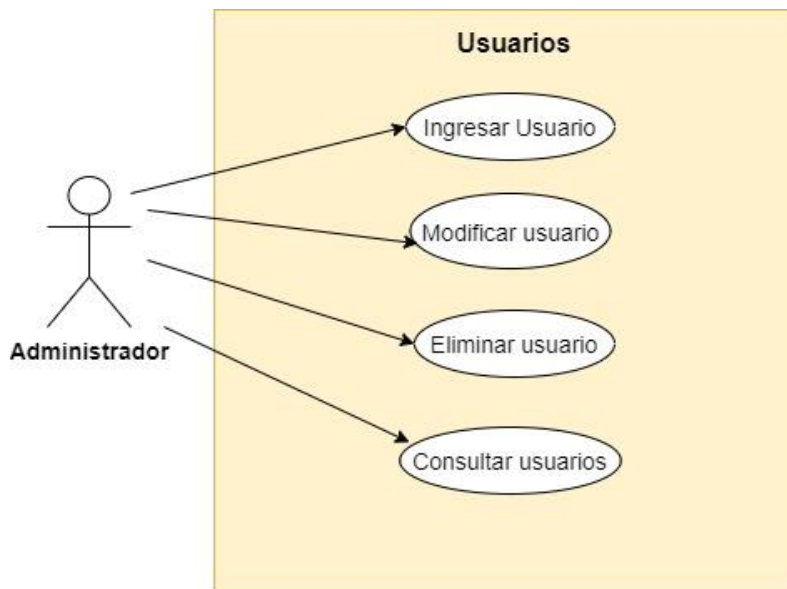 Usuarios
Ingresar Usuario
Modificar usuario
Eliminar usuario
Administrador
Consultar usuarios